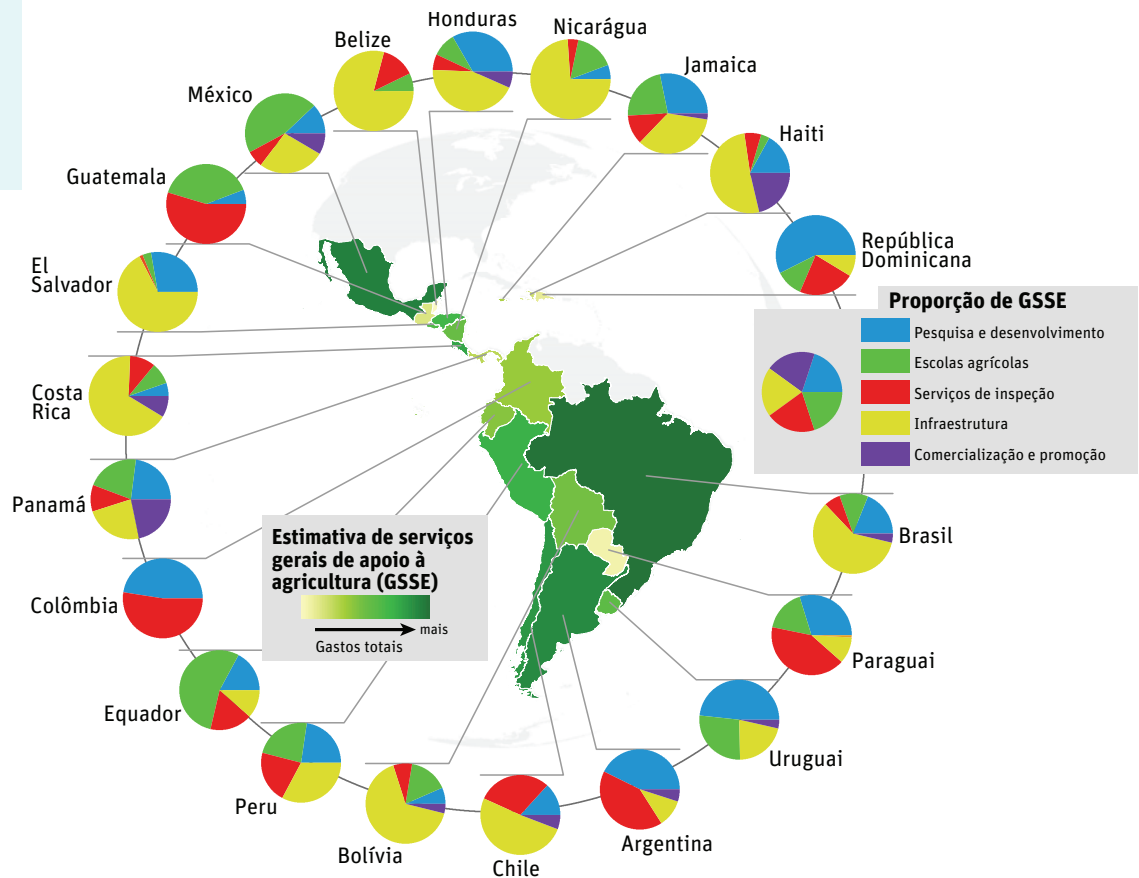 Honduras
Nicarágua
Belize
Jamaica
México
Haiti
Guatemala
República
Dominicana
El
Salvador
Proporção de GSSE
Pesquisa e desenvolvimento
Escolas agrícolas
Serviços de inspeção
Infraestrutura
Comercialização e promoção
Costa
Rica
Panamá
Estimativa de serviços
gerais de apoio à
agricultura (GSSE)
mais
Gastos totais
Brasil
Colômbia
Paraguai
Equador
Uruguai
Peru
Bolívia
Chile
Argentina